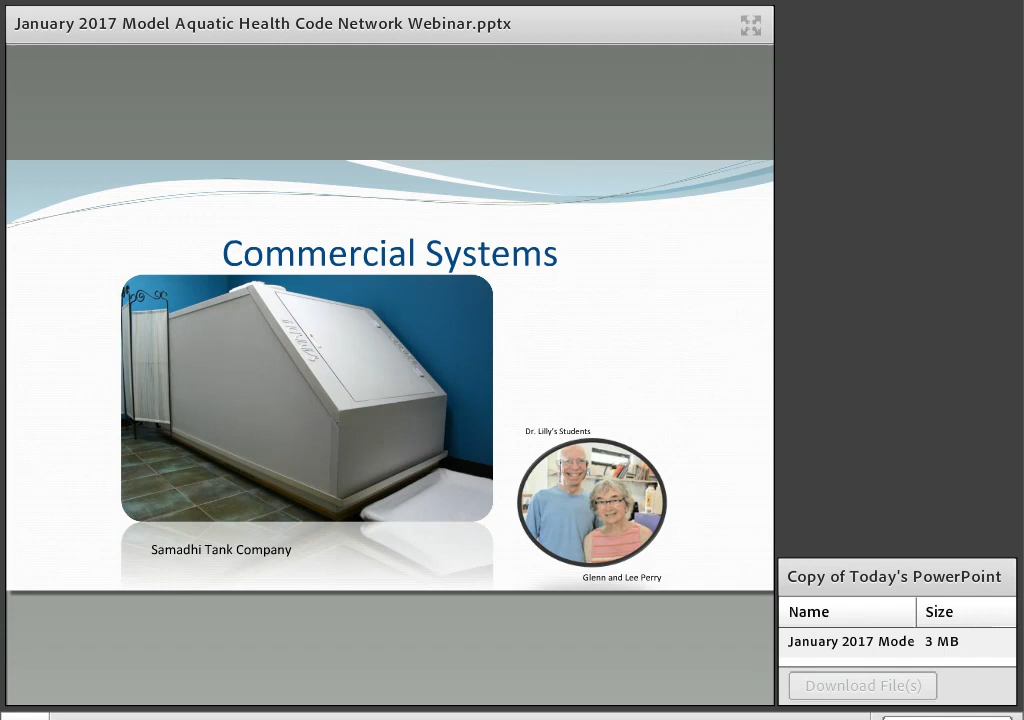 January 2017 Model Aquatic Health Code Network Webinar.pptx
Commercial Systems
Dr. Lilly's Students
Samadhi Tank Company
Glenn and Lee Perry
Copy of Today's PowerPoint
Name Size
January 2017 Mode 3 MB
Download File(s)